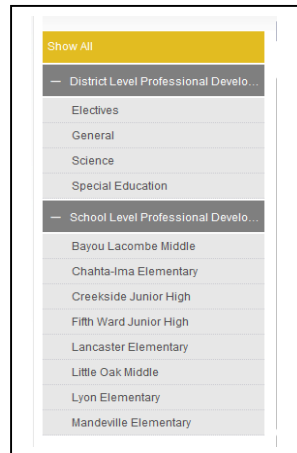 Show All
— District Level Professional Develo...
Electives
General
Science
Special Education
— School Level Professional Develo...
Bayou Lacombe Middle
Chahta-Ima Elementary
Creekside Junior High
Fifth Ward Junior High
Lancaster Elementary
Little Oak Middle
Lyon Elementary
Mandeville Elementary